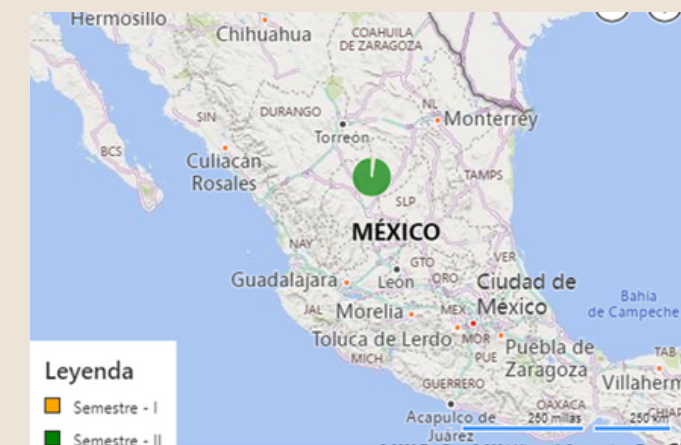 Hermosillo
Chihuahua
COAHUILA
DE ZARAGOZA
SIN
DURANGO
NL
Monterrey
Torreón
BCS
Culiacán
Rosales
TAMPS
SLP
MÉXICO
NAY
GTO
VER
Guadalajara
León
QRO
Ciudad de
México
Bahía
de Campeche
JAL
Morelia
MEX
Toluca de Lerdo
MOR
Puebla de
Zaragoza
MICH
PUE
TAB
GUERRERO
Villaherm
Leyenda
Semestre - I
Semestre - II
Acapulco de
Juárez
OAXACA
250 millas
250 km